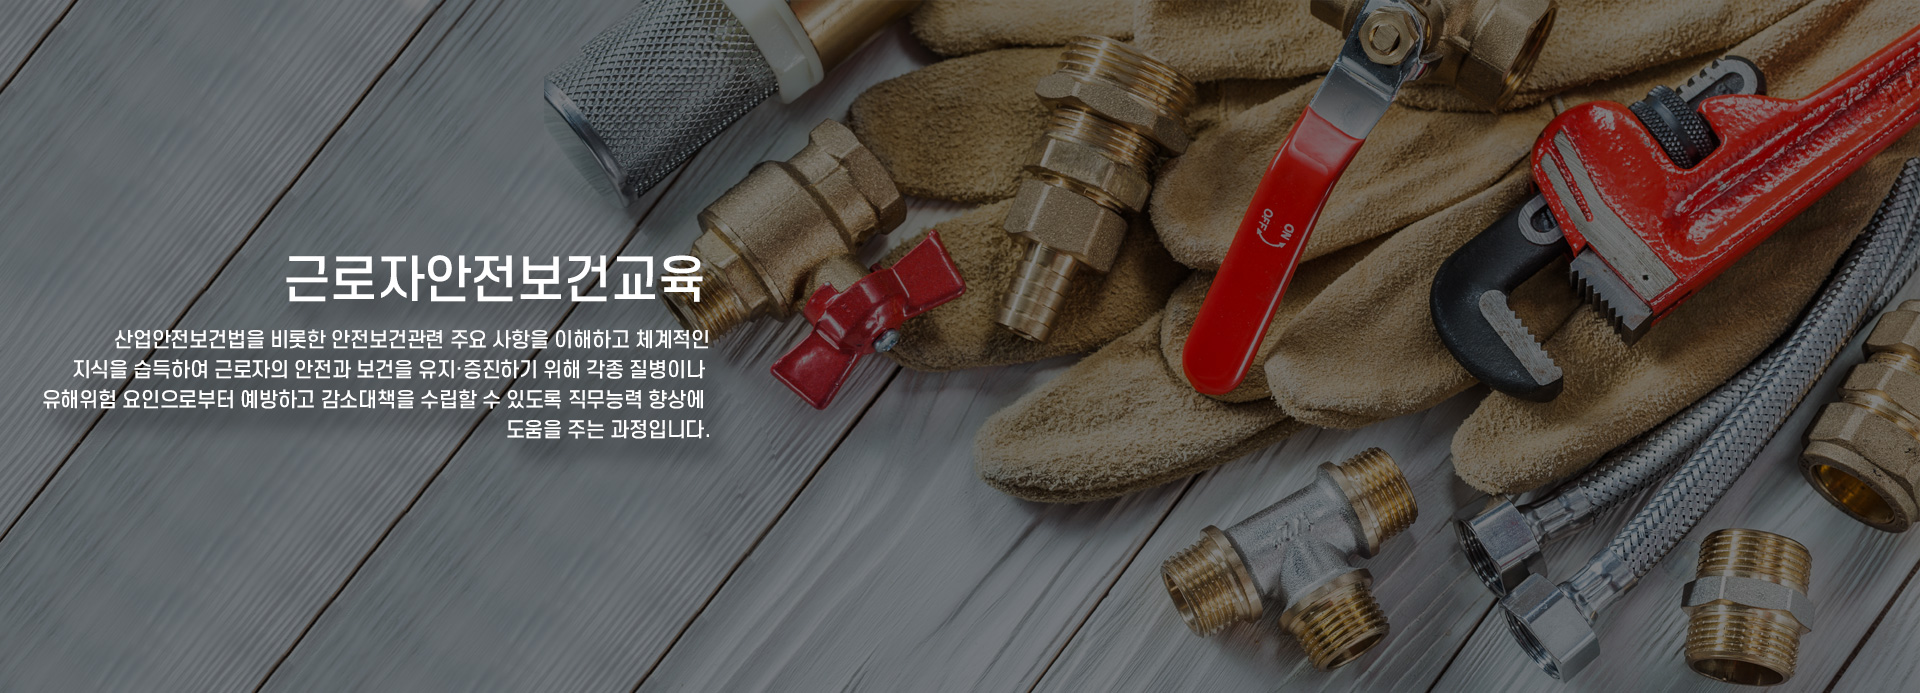 근로자안전보건교육
산업안전보건법을 비롯한 안전보건관련 주요 사항을 이해하고 체계적인
지식을 습득하여 근로자의 안전과 보건을 유지·증진하기 위해 각종 질병이나
유해위험 요인으로부터 예방하고 감소대책을 수립할 수 있도록 직무능력 향상에
도움을 주는 과정입니다.
OFF
ON